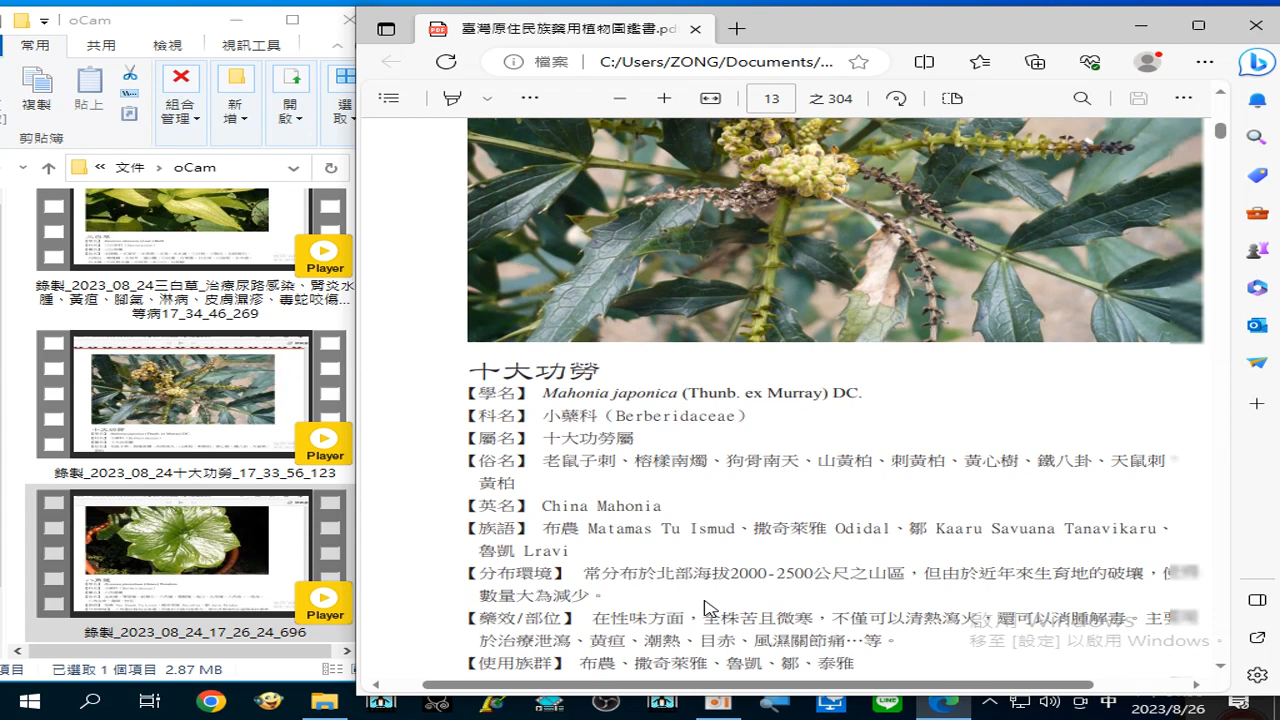 oCam
常用
共用
檢視
視訊工具
複製
貼上
組合
管理
新
增
開
啟
選
取
剪貼簿
文件 > oCam
Player
錄製_2023_08_24三白草_治療尿路感染、腎炎水
腫、黃疸、腳氣、淋病、皮膚濕疹、毒蛇咬傷...
等病17_34_46_269
Player
錄製_2023_08_24十大功勞_17_33_56_123
Player
錄製_2023_08_24_17_26_24_696
已選取 1 個項目 2.87 MB
臺灣原住民族藥用植物圖鑑書.pdf
檔案
C:/Users/ZONG/Documents/...
13
之 304
十大功勞
【學名】 Mahonia japonica (Thunb. ex Murray) DC.
【科名】 小蘗科（Berberidaceae）
【屬名】 十大功勞屬
【俗名】 老鼠子刺、榕樣南燭、狗骨南天、山黃柏、刺黃柏、黃心樹、鐵八卦、天鼠刺
黃柏
【英名】 China Mahonia
【族語】 布農 Matamas Tu Ismud、撒奇萊雅 Odidal、鄒 Kaaru Savuana Tanavikaru、
魯凱 Lravi
【分布環境】 常分布於北部海拔2000-2500公尺之山區，但由於近年來生育地的破壞，使
數量大為減少。
【藥效/部位】 在性味方面，全株苦且微寒，不僅可以清熱瀉火，還可以消腫解毒。主要
於治療泄瀉、黃疸、潮熱、目赤、風濕關節痛…等。
【使用族群】 布農、撒奇萊雅、魯凱、鄒、泰雅
啟用 Windows
移至 [設定] 以啟用 Windows。
LINE
中
2023/8/26